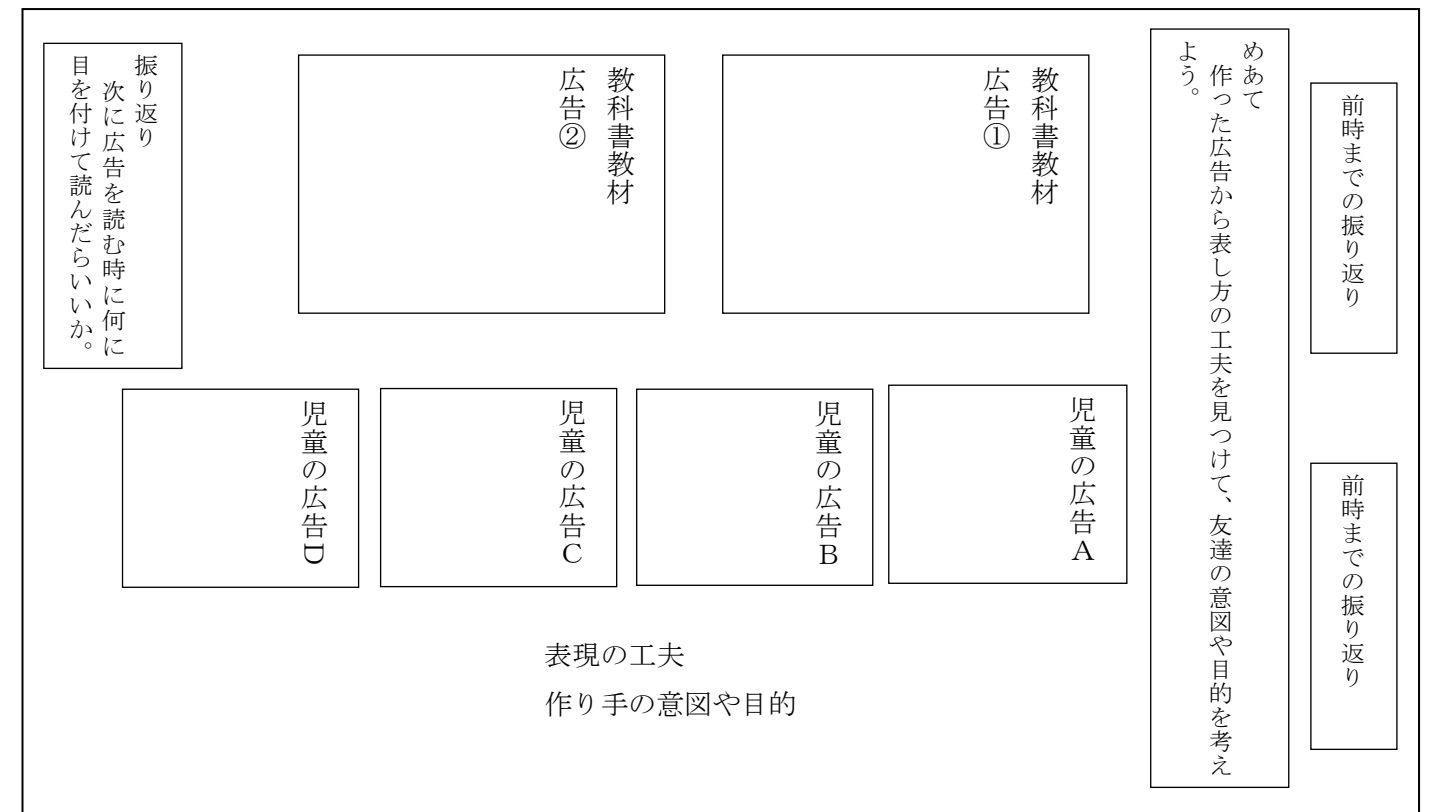 前時までの振り返り
前時までの振り返り
めあて
作った広告から表し方の工夫を見つけて、友達の意図や目的を考え
よう。
教科書教材
広告①
教科書教材
広告②
児童の広告A
児童の広告B
児童の広告C
児童の広告D
表現の工夫
作り手の意図や目的
振り返り
次に広告を読む時に何に
目を付けて読んだらいいか。